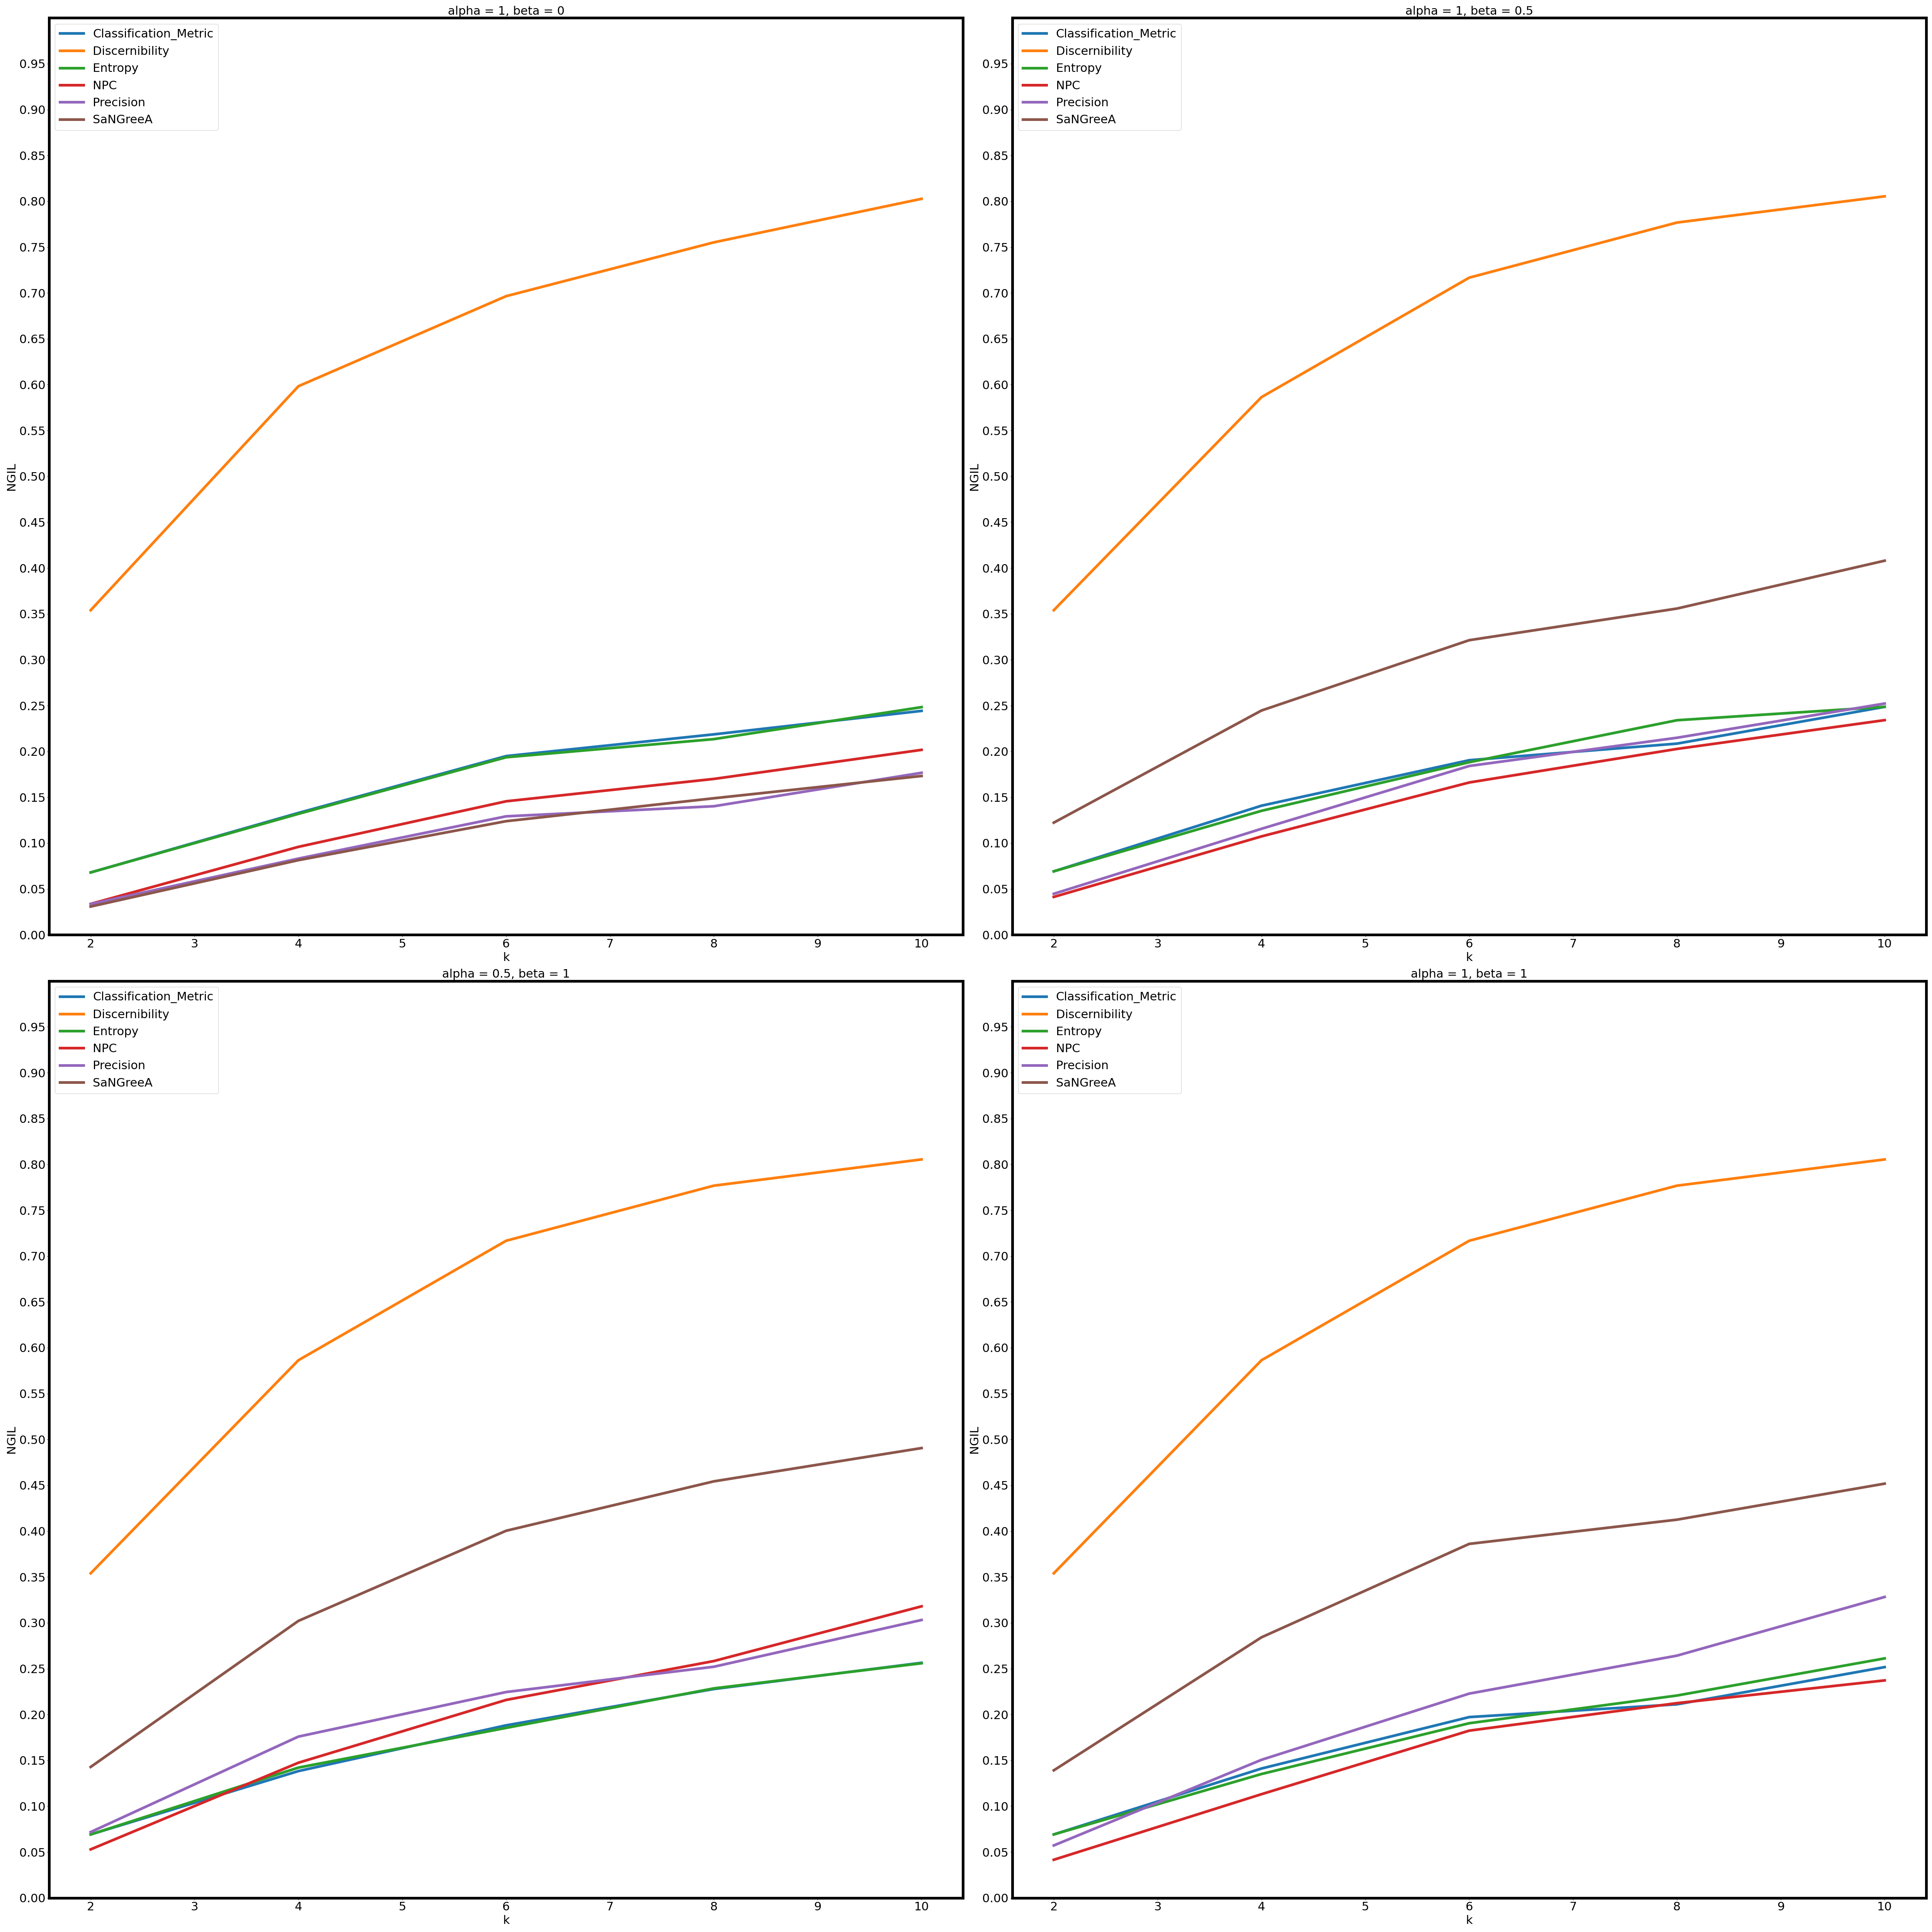 alpha = 1, beta = 0
Classification_Metric
Discernibility
Entropy
NPC
Precision
SaNGreeA
0.95
0.90
0.85
0.80
0.75
0.70
0.65
0.60
0.55
0.50
0.45
0.40
0.35
0.30
0.25
0.20
0.15
0.10
0.05
0.00
NGIL
2 3 4 5 6 7 8 9 10
k
alpha = 1, beta = 0.5
Classification_Metric
Discernibility
Entropy
NPC
Precision
SaNGreeA
0.95
0.90
0.85
0.80
0.75
0.70
0.65
0.60
0.55
0.50
0.45
0.40
0.35
0.30
0.25
0.20
0.15
0.10
0.05
0.00
NGIL
2 3 4 5 6 7 8 9 10
k
alpha = 0.5, beta = 1
Classification_Metric
Discernibility
Entropy
NPC
Precision
SaNGreeA
0.95
0.90
0.85
0.80
0.75
0.70
0.65
0.60
0.55
0.50
0.45
0.40
0.35
0.30
0.25
0.20
0.15
0.10
0.05
0.00
NGIL
2 3 4 5 6 7 8 9 10
k
alpha = 1, beta = 1
Classification_Metric
Discernibility
Entropy
NPC
Precision
SaNGreeA
0.95
0.90
0.85
0.80
0.75
0.70
0.65
0.60
0.55
0.50
0.45
0.40
0.35
0.30
0.25
0.20
0.15
0.10
0.05
0.00
NGIL
2 3 4 5 6 7 8 9 10
k